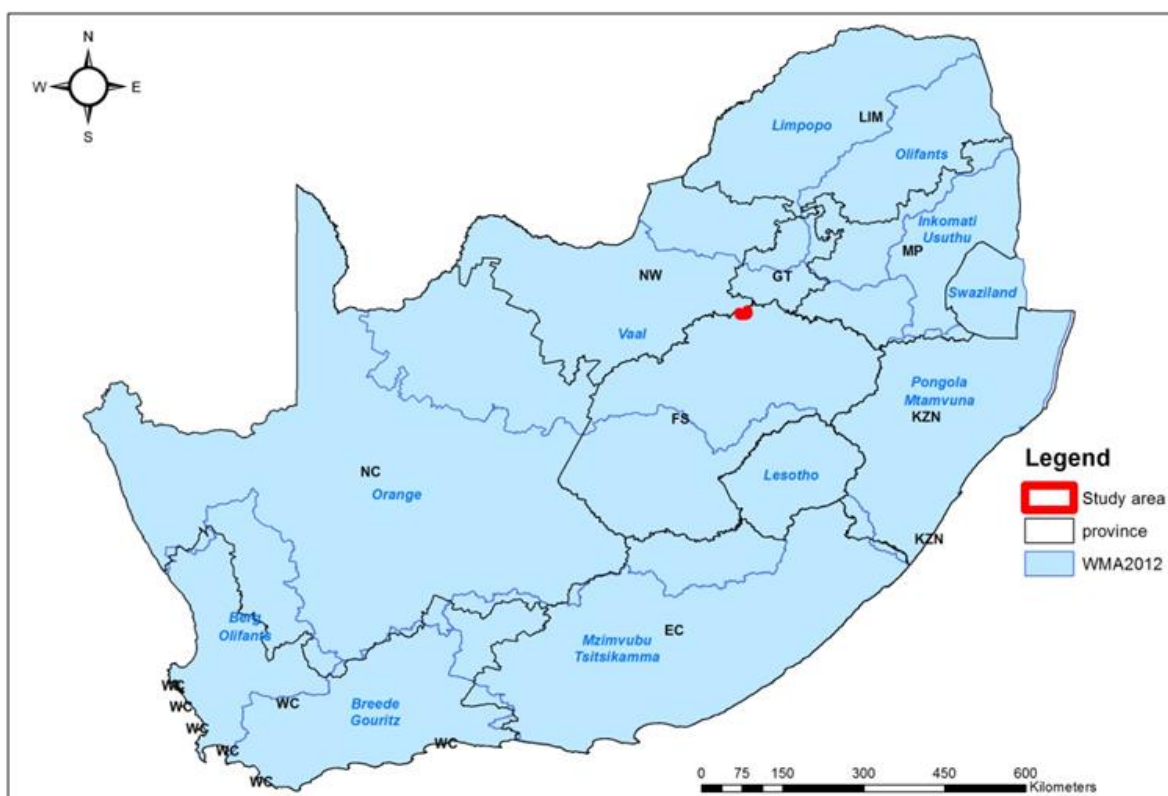 N
W
E
S
Limpopo
LIM
Olifants
Inkomati
Usuthu
MP
NW
GT
Swaziland
Vaal
Pongola
Mtamvuna
KZN
FS
NC
Orange
Lesotho
KZN
Berg
Olifants
EC
Mzimvubu
Tsitsikamma
WC
WC
WC
WC
Breede
Gouritz
WC
WC
WC
Legend
Study area
province
WMA2012
0
75
150
300
450
600
Kilometers